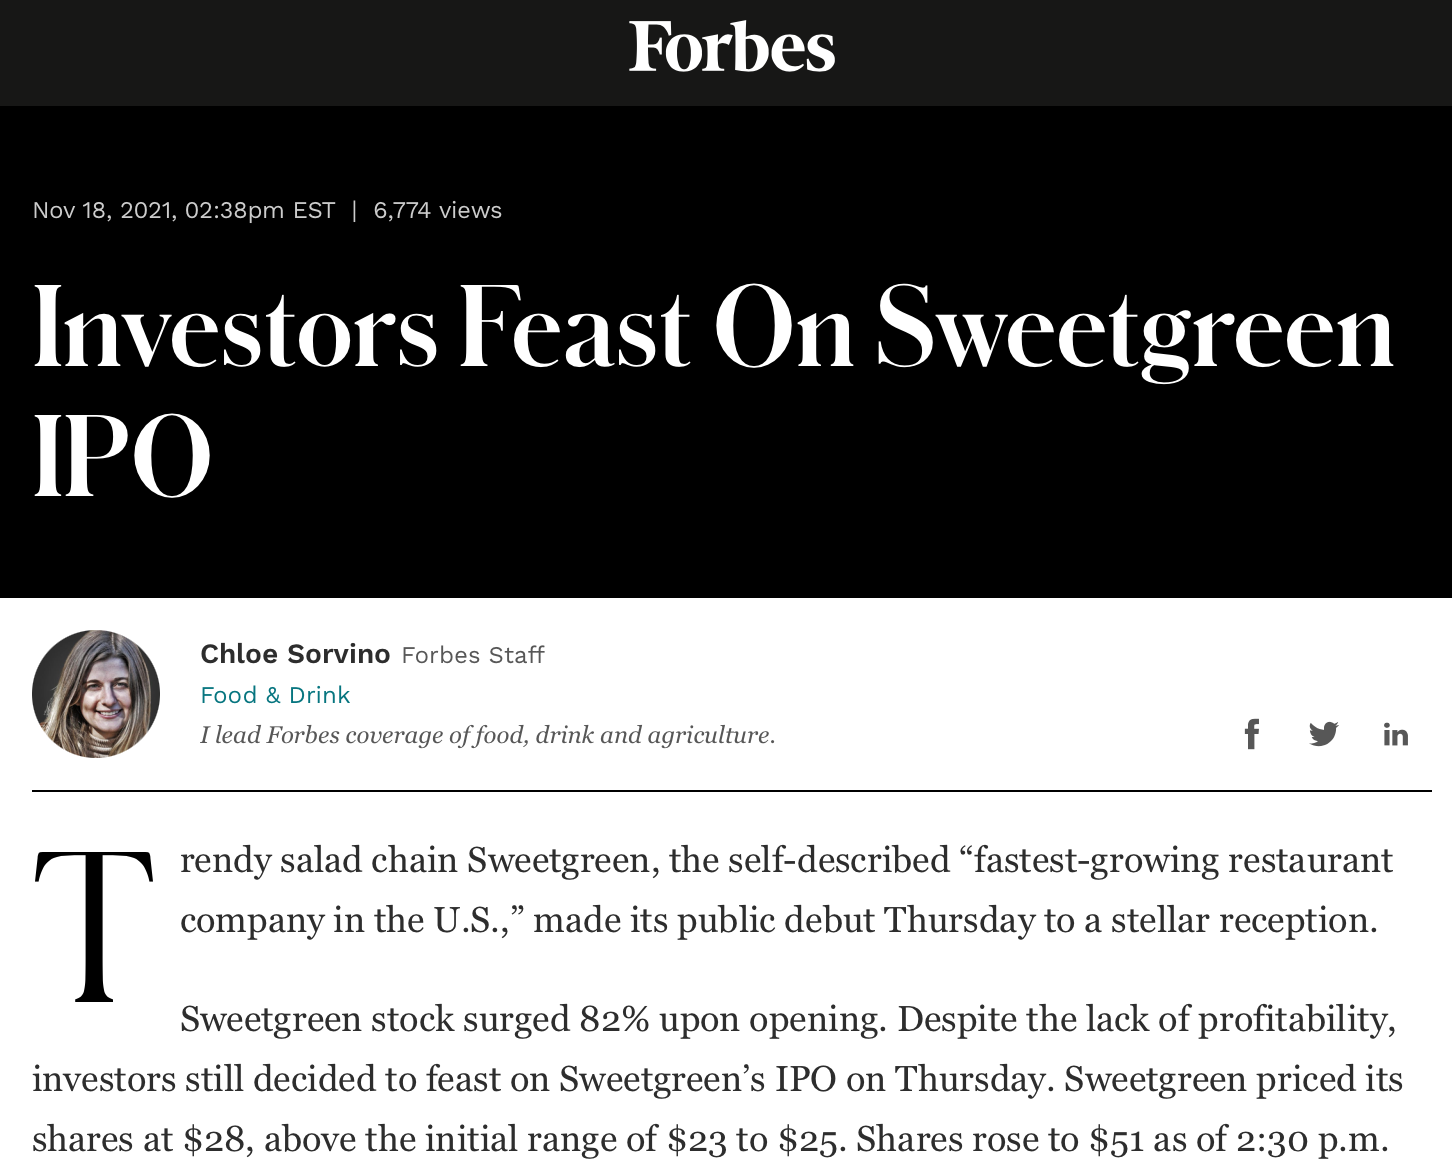 Forbes
Nov 18, 2021, 02:38pm EST | 6,774 views
Investors Feast On Sweetgreen
IPO
Chloe Sorvino Forbes Staff
Food & Drink
I lead Forbes coverage of food, drink and agriculture.
f in
Trendy salad chain Sweetgreen, the self-described “fastest-growing restaurant
company in the U.S.,” made its public debut Thursday to a stellar reception.
Sweetgreen stock surged 82% upon opening. Despite the lack of profitability,
investors still decided to feast on Sweetgreen’s IPO on Thursday. Sweetgreen priced its
shares at $28, above the initial range of $23 to $25. Shares rose to $51 as of 2:30 p.m.